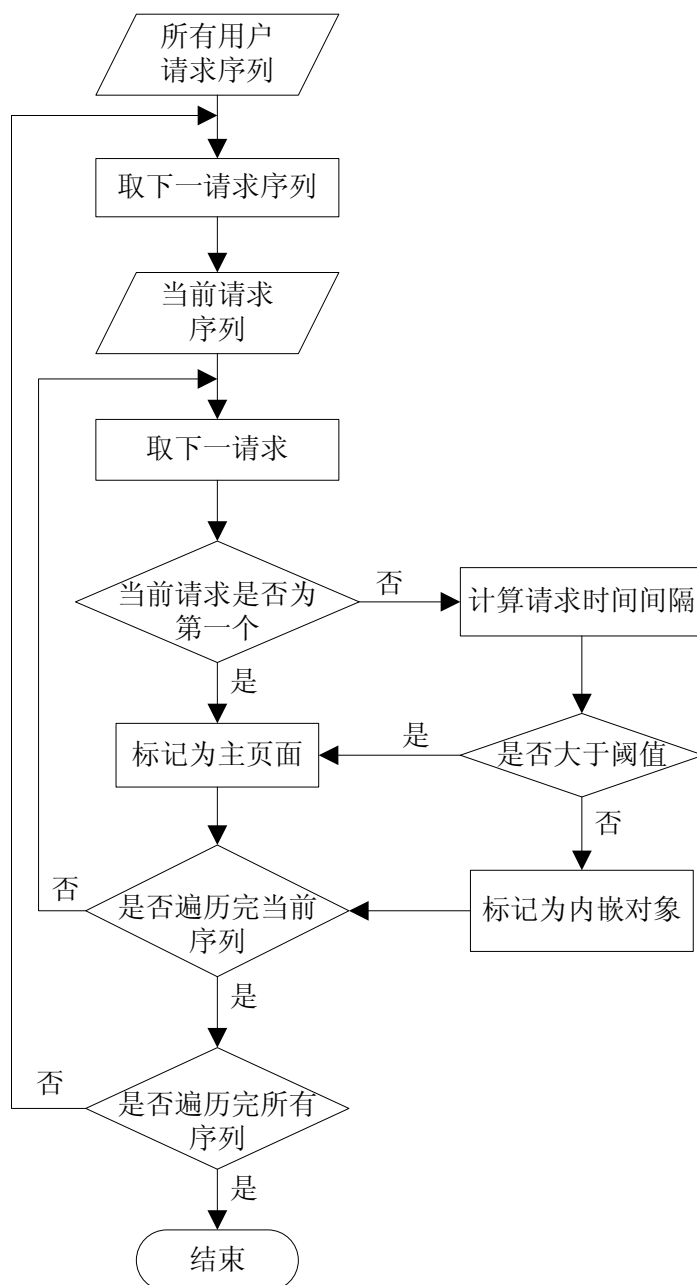 所有用户
请求序列
取下一请求序列
当前请求
序列
取下一请求
当前请求是否为
第一个
否
计算请求时间间隔
是
标记为主页面
是
是否大于阈值
否
否
是否遍历完当前
序列
标记为内嵌对象
是
否
是否遍历完所有
序列
是
结束